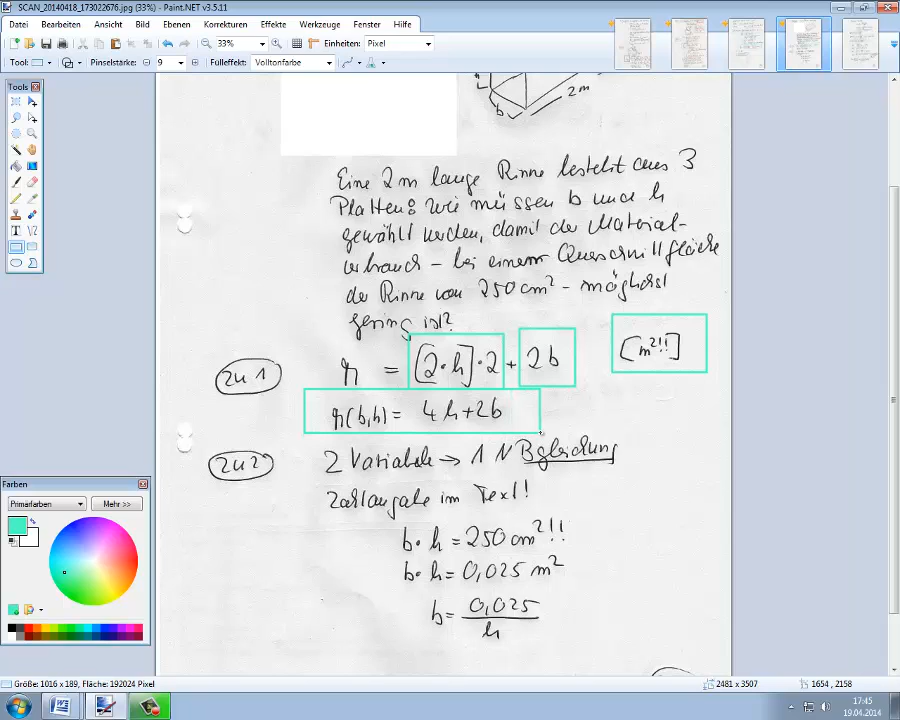 SCAN_20140418_173022676.jpg (33%) - Paint.NET v3.5.11
Datei Bearbeiten Ansicht Bild Ebenen Korrekturen Effekte Werkzeuge Fenster Hilfe
33% Einheiten: Pixel
Tool: Pinselstärke: 9 Fülleffekt: Volltonfarbe
Tools
b 2m
Eine 2m lange Rinne besteht aus 3
Platten: Wie müssen b und h
gewählt werden, damit der Material-
verbrauch – bei einem Querschnittfläche
der Rinne von 250cm² – möglichst
gering ist?
zu 1
= [2·h]·2 + 2b [m²!!]
(b,h) = 4h+2b
zu 2
2 Variable → 1 NBgleichung
Zahlangabe im Text!
b·h = 250cm²!!
b·h = 0,025 m²
b = 0,025
h
Farben
Primärfarben Mehr >>
Größe: 1016 x 189, Fläche: 192024 Pixel 2481 x 3507 1654, 2158
17:45
19.04.2014